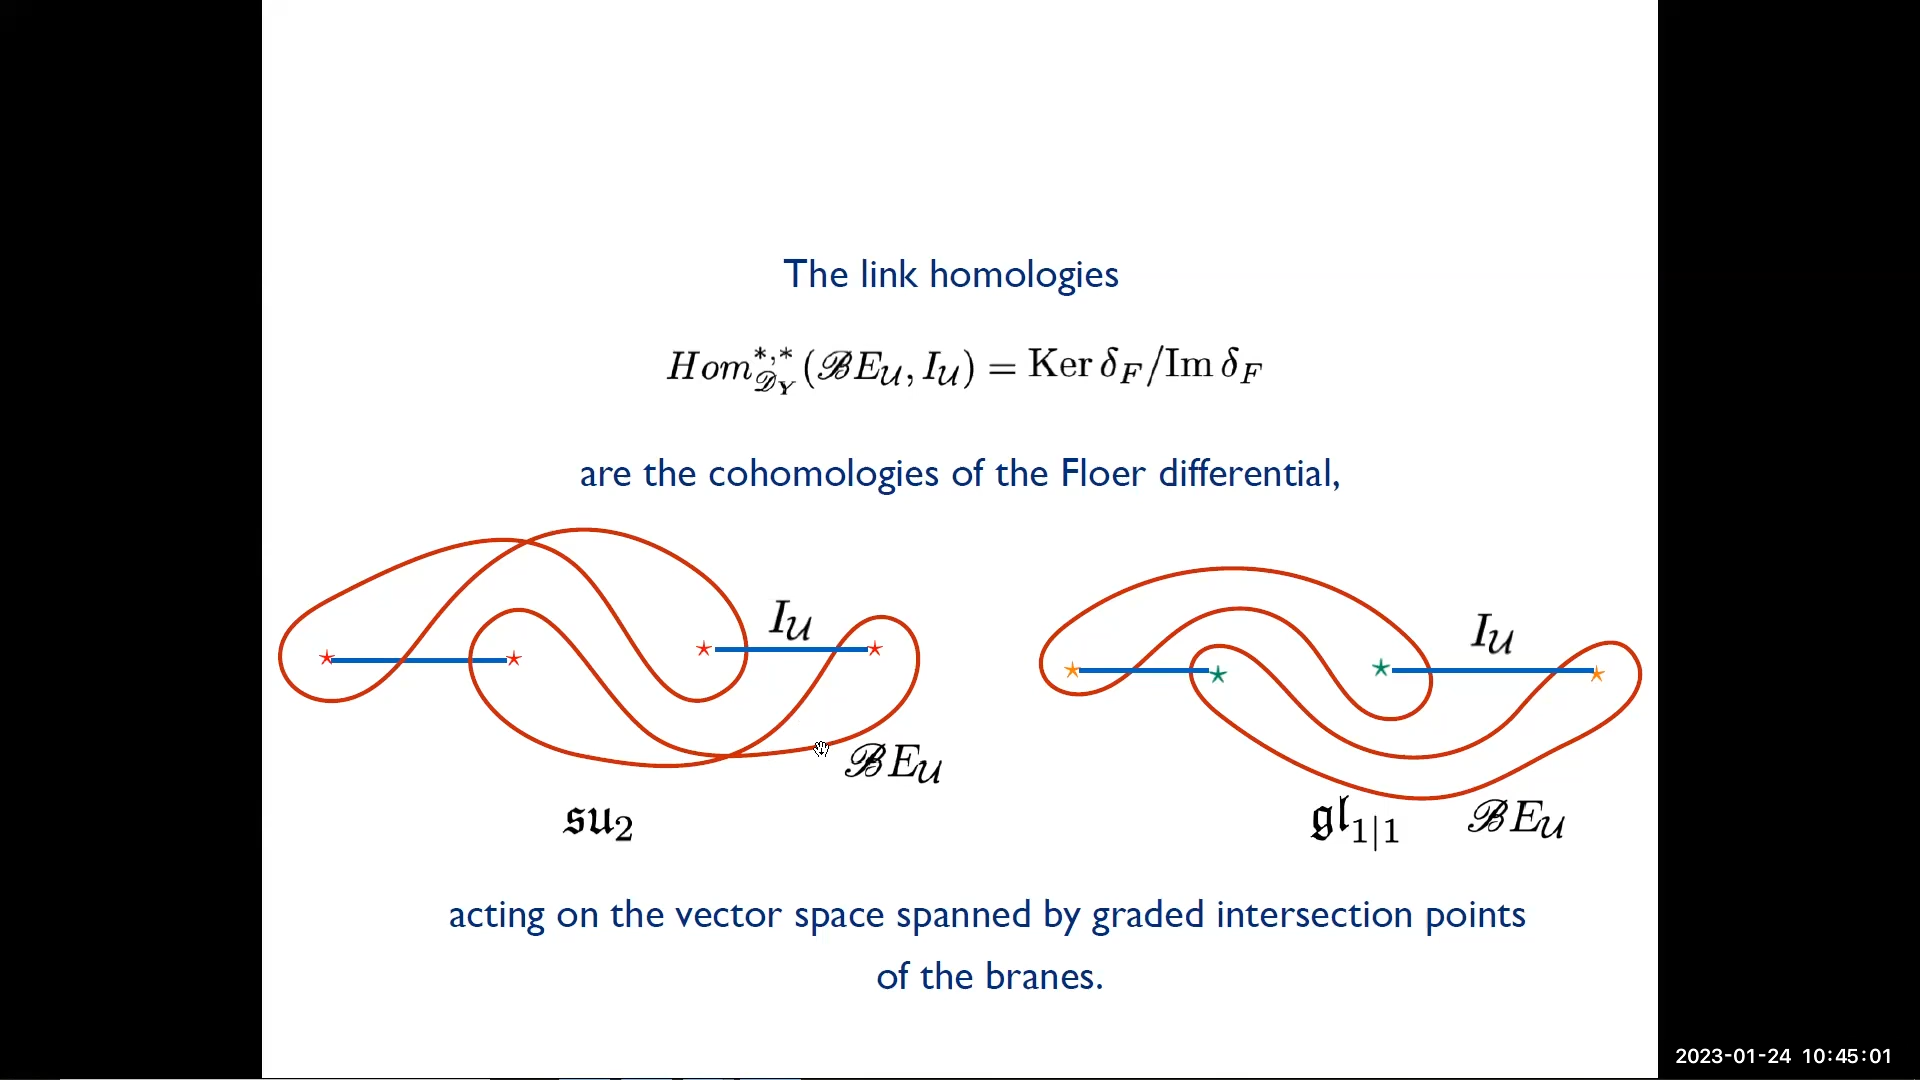 The link homologies
$Hom^{*,*}_{\mathscr{D}_Y}(\mathscr{B}E_{\mathcal{U}}, I_{\mathcal{U}}) = \mathrm{Ker}\,\delta_F/\mathrm{Im}\,\delta_F$
are the cohomologies of the Floer differential,
$I_{\mathcal{U}}$
$I_{\mathcal{U}}$
$\mathscr{B}E_{\mathcal{U}}$
$\mathfrak{su}_2$
$\mathfrak{gl}_{1|1}$
$\mathscr{B}E_{\mathcal{U}}$
acting on the vector space spanned by graded intersection points
of the branes.
2023-01-24 10:45:01